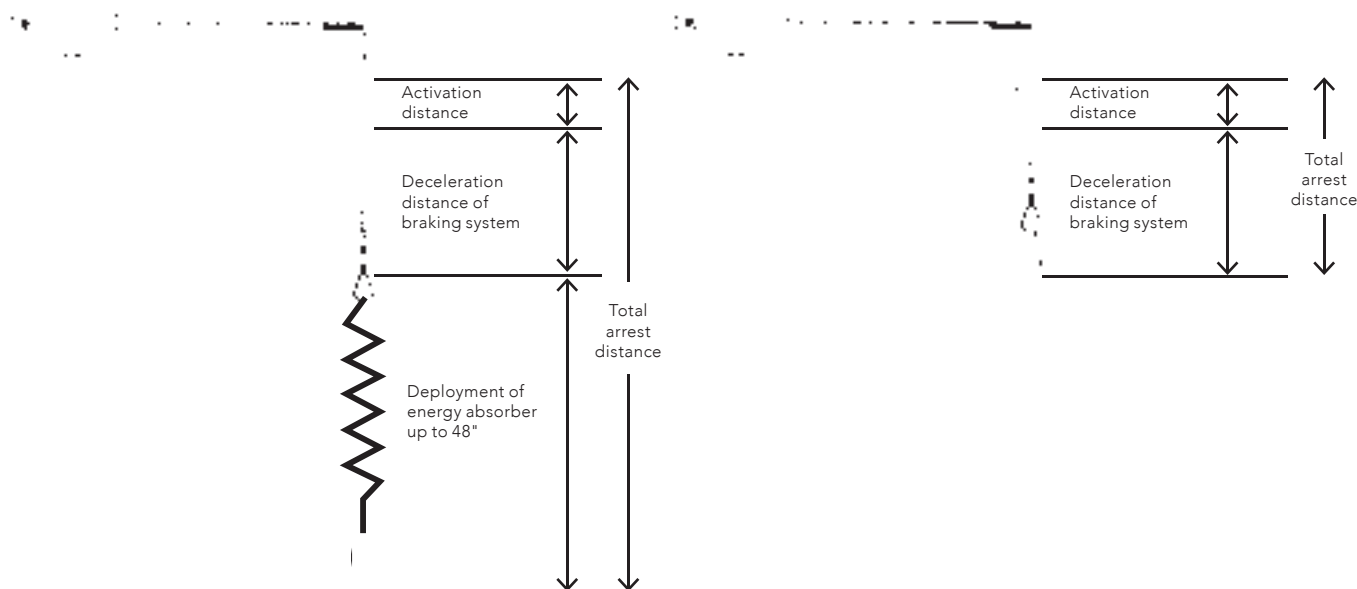 Activation
distance
Deceleration
distance of
braking system
Total
arrest
distance
Deployment of
energy absorber
up to 48"
Activation
distance
Deceleration
distance of
braking system
Total
arrest
distance